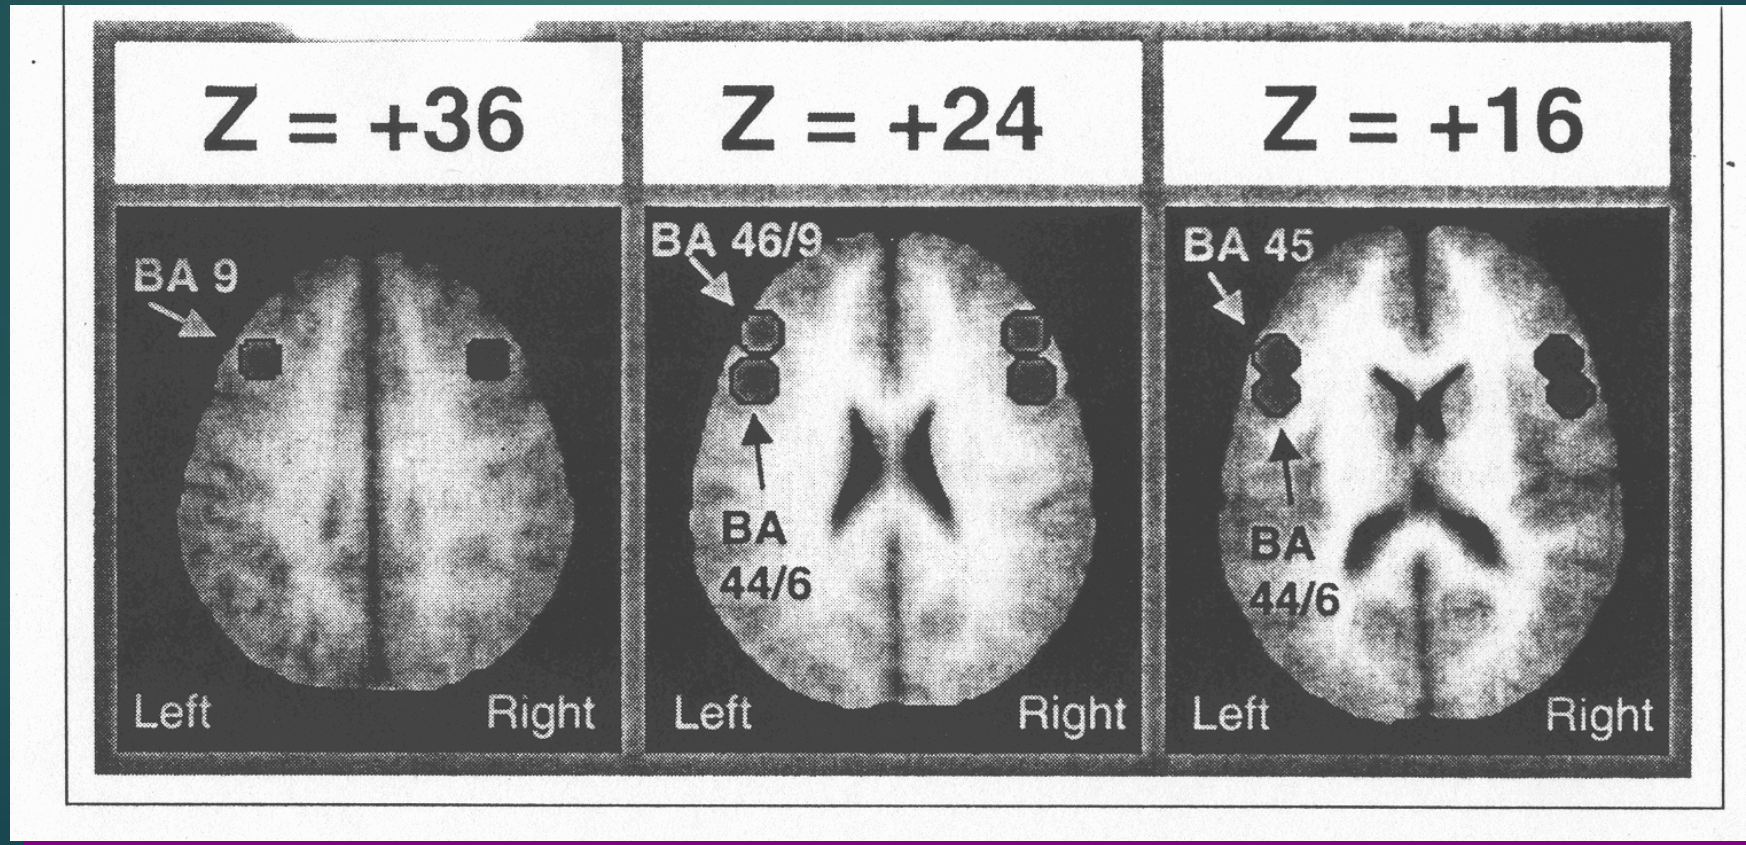 Z = +36
Z = +24
Z = +16
BA 9
BA 46/9
BA 45
BA
44/6
BA
44/6
Left
Right
Left
Right
Left
Right